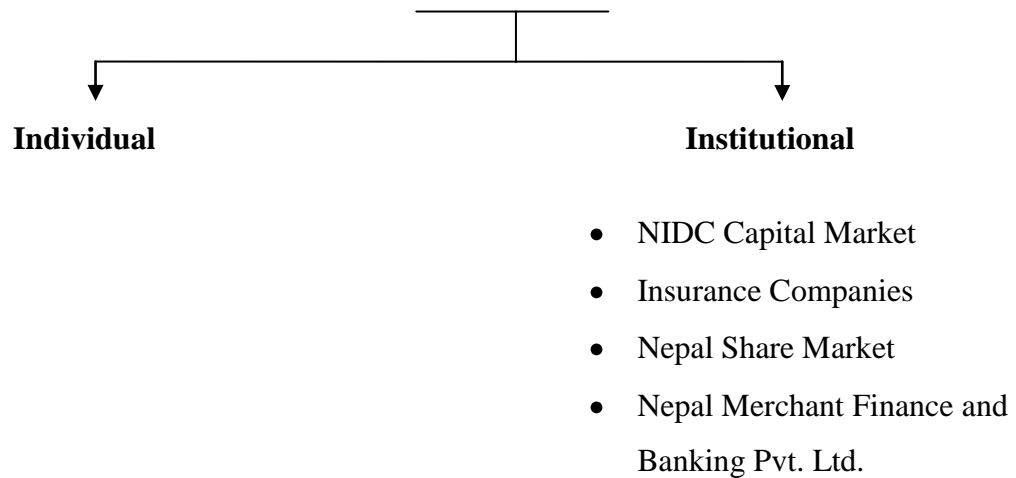 Individual
Institutional
• NIDC Capital Market
• Insurance Companies
• Nepal Share Market
• Nepal Merchant Finance and
Banking Pvt. Ltd.